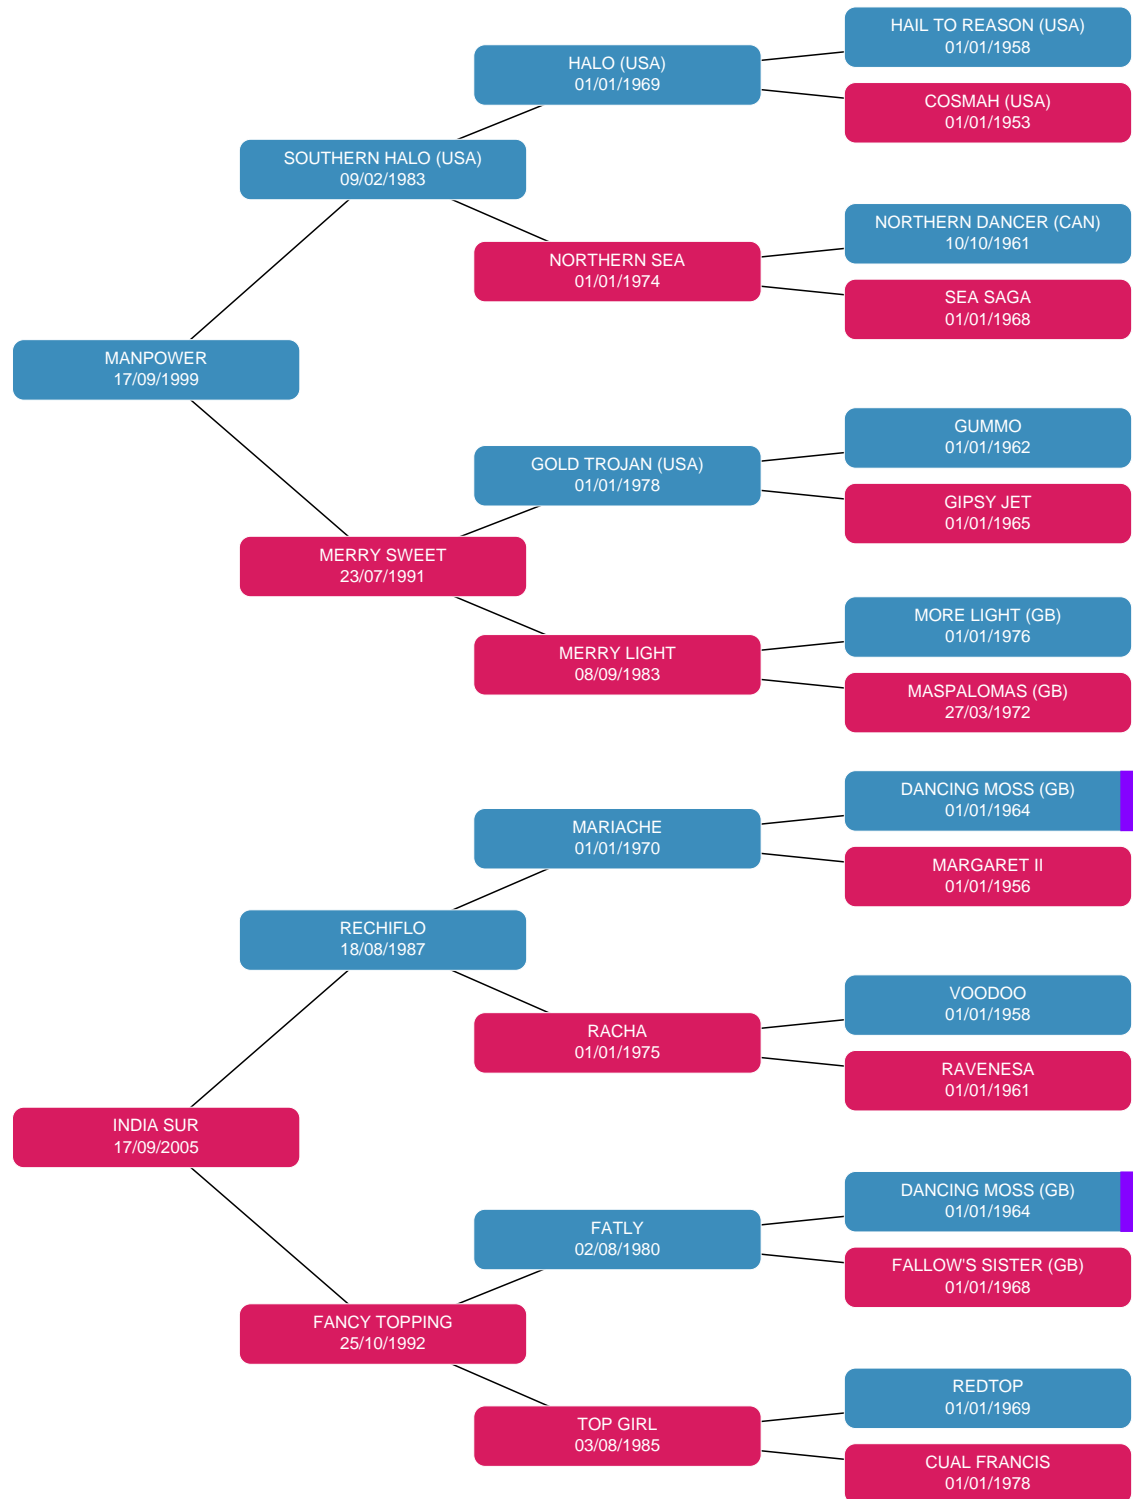 HAIL TO REASON (USA)
01/01/1958
HALO (USA)
01/01/1969
COSMAH (USA)
01/01/1953
SOUTHERN HALO (USA)
09/02/1983
NORTHERN DANCER (CAN)
10/10/1961
NORTHERN SEA
01/01/1974
SEA SAGA
01/01/1968
MANPOWER
17/09/1999
GUMMO
01/01/1962
GOLD TROJAN (USA)
01/01/1978
GIPSY JET
01/01/1965
MERRY SWEET
23/07/1991
MORE LIGHT (GB)
01/01/1976
MERRY LIGHT
08/09/1983
MASPALOMAS (GB)
27/03/1972
DANCING MOSS (GB)
01/01/1964
MARIACHE
01/01/1970
MARGARET II
01/01/1956
RECHIFLO
18/08/1987
VOODOO
01/01/1958
RACHA
01/01/1975
RAVENESA
01/01/1961
INDIA SUR
17/09/2005
DANCING MOSS (GB)
01/01/1964
FATLY
02/08/1980
FALLOW'S SISTER (GB)
01/01/1968
FANCY TOPPING
25/10/1992
REDTOP
01/01/1969
TOP GIRL
03/08/1985
CUAL FRANCIS
01/01/1978